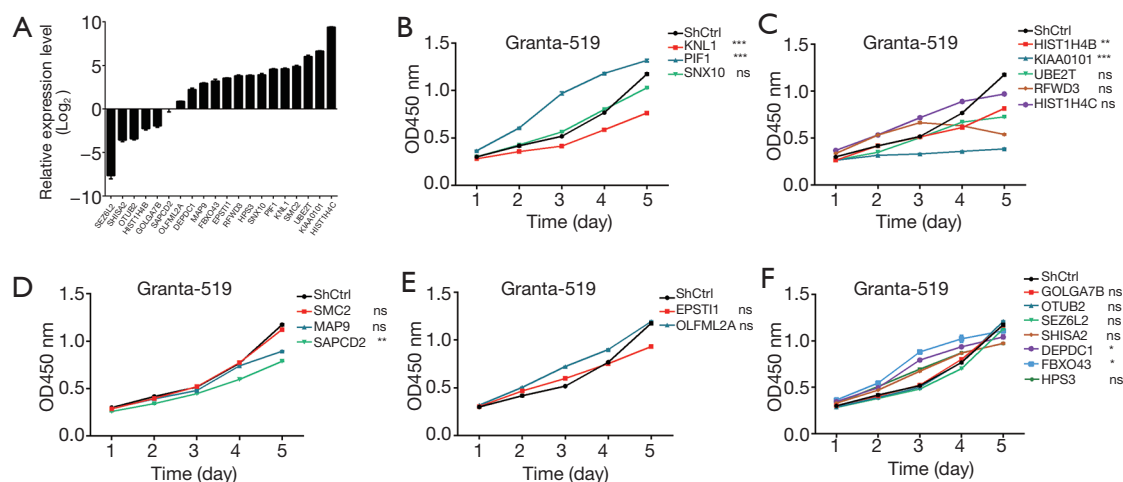 A
Relative expression level
(Log2)
10
5
0
−5
−10
SEZ6L2
SHISA2
OTUB2
HIST1H4B
GOLGA7B
SAPCD2
OLFML2A
DEPDC1
MAP9
FBXO43
EPSTI1
RFWD3
HPS3
SNX10
PIF1
KNL1
SMC2
UBE2T
KIAA0101
HIST1H4C
B
Granta-519
OD450 nm
1.5
1.0
0.5
0.0
1 2 3 4 5
Time (day)
ShCtrl
KNL1 ***
PIF1 ***
SNX10 ns
C
Granta-519
OD450 nm
1.5
1.0
0.5
0.0
1 2 3 4 5
Time (day)
ShCtrl
HIST1H4B **
KIAA0101 ***
UBE2T ns
RFWD3 ns
HIST1H4C ns
D
Granta-519
OD450 nm
1.5
1.0
0.5
0.0
1 2 3 4 5
Time (day)
ShCtrl
SMC2 ns
MAP9 ns
SAPCD2 **
E
Granta-519
OD450 nm
1.5
1.0
0.5
0.0
1 2 3 4 5
Time (day)
ShCtrl
EPSTI1 ns
OLFML2A ns
F
Granta-519
OD450 nm
1.5
1.0
0.5
0.0
1 2 3 4 5
Time (day)
ShCtrl
GOLGA7B ns
OTUB2 ns
SEZ6L2 ns
SHISA2 ns
DEPDC1 *
FBXO43 *
HPS3 ns